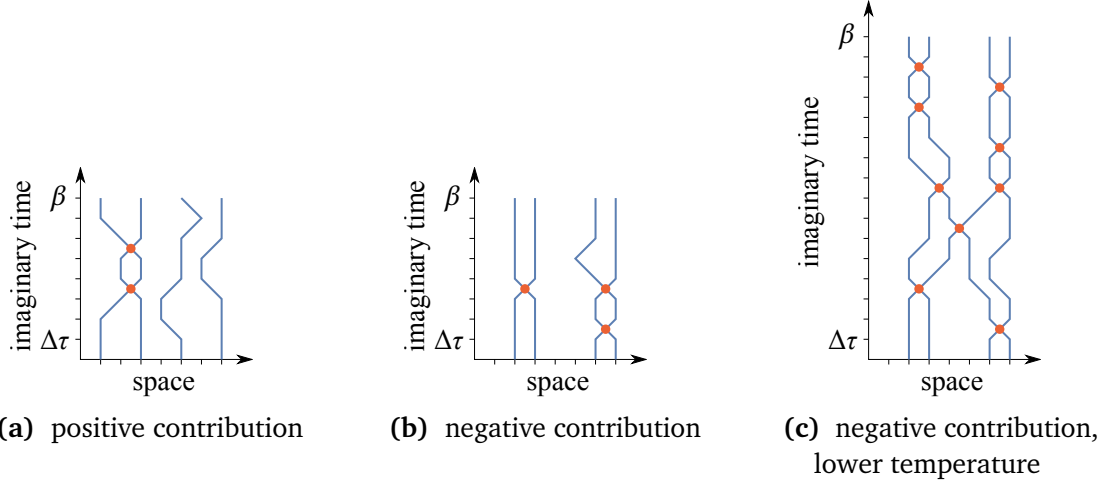 β
imaginary time
Δτ
space
(a) positive contribution
β
imaginary time
Δτ
space
(b) negative contribution
β
imaginary time
Δτ
space
(c) negative contribution,
lower temperature